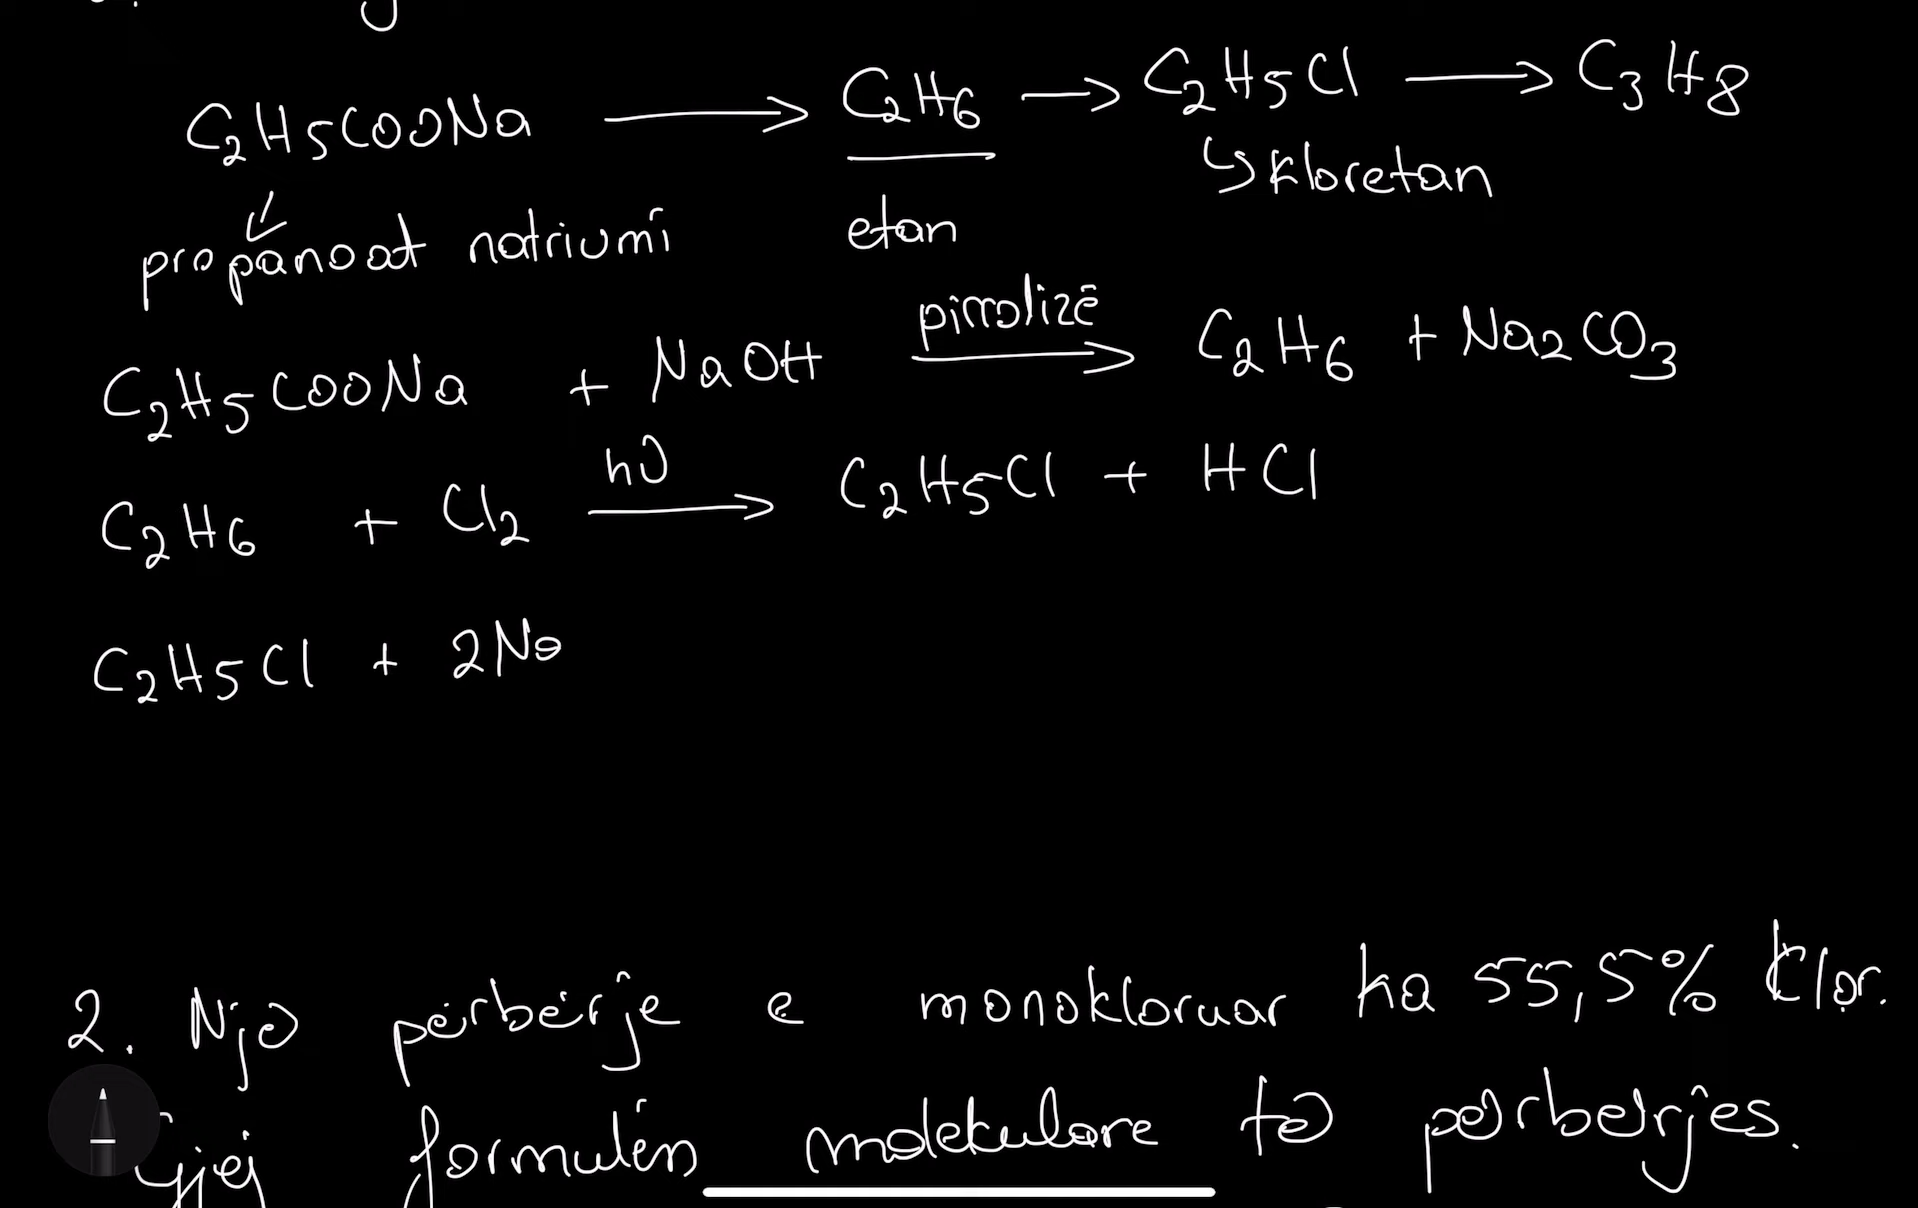 C2H5COONa ⟶ C2H6 → C2H5Cl ⟶ C3H8
↳ kloretan
propanoat natriumi etan
C2H5COONa + NaOH pirrolizë ⟶ C2H6 + Na2CO3
C2H6 + Cl2 hν ⟶ C2H5Cl + HCl
C2H5Cl + 2Na
2. Një përbërje e monokloruar ka 55,5% klor.
Gjej formulën molekulare të përbërjes.